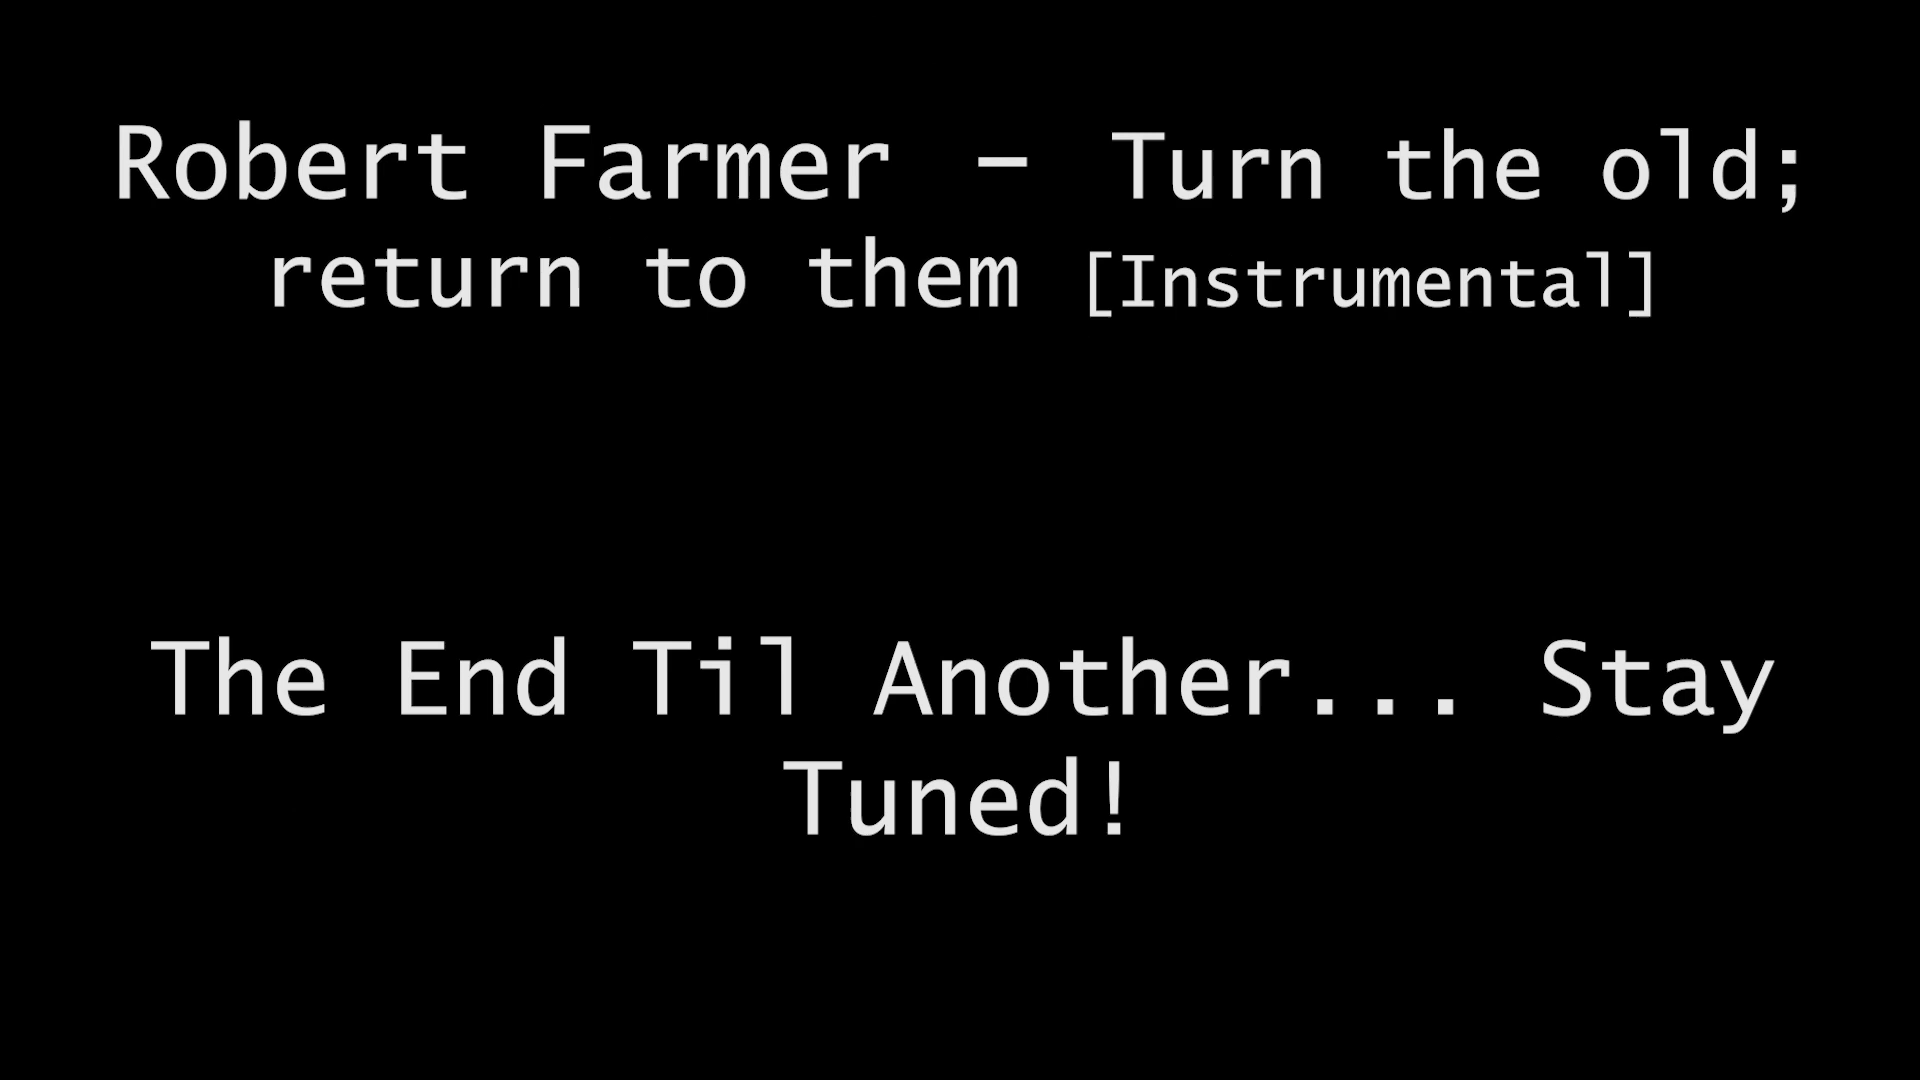 Robert Farmer – Turn the old;
return to them [Instrumental]
The End Til Another... Stay
Tuned!